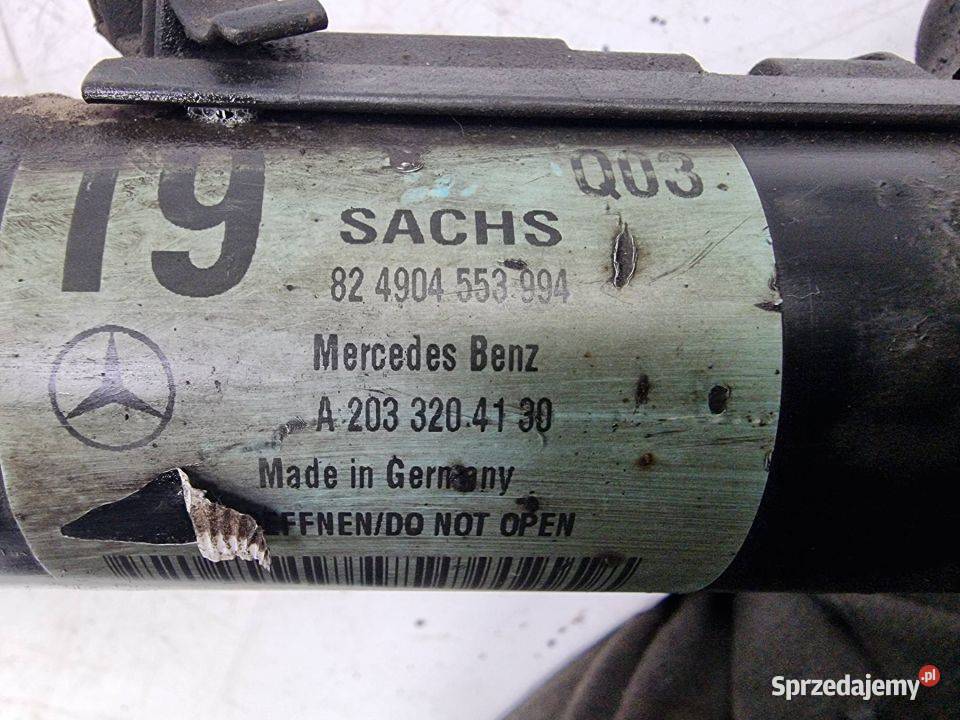 19
Q03
SACHS
82 4904 553 994
Mercedes Benz
A 203 320 41 30
Made in Germany
EFFNEN/DO NOT OPEN
Sprzedajemy.pl